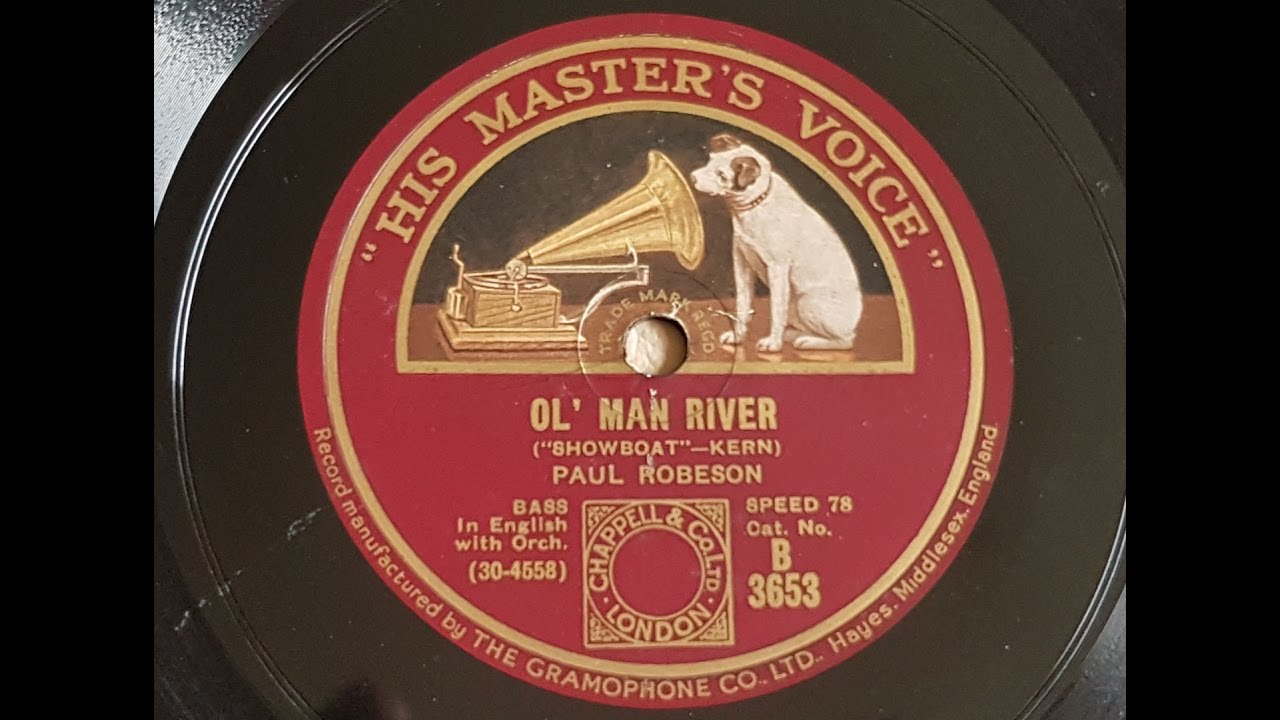 "HIS MASTER'S VOICE"
TRADE MARK REGD
OL' MAN RIVER
("SHOWBOAT"—KERN)
PAUL ROBESON
BASS
In English
with Orch.
(30-4558)
CHAPPELL & CO. LTD.
LONDON
SPEED 78
Cat. No.
B
3653
Record manufactured by THE GRAMOPHONE CO., LTD., Hayes, Middlesex, England.